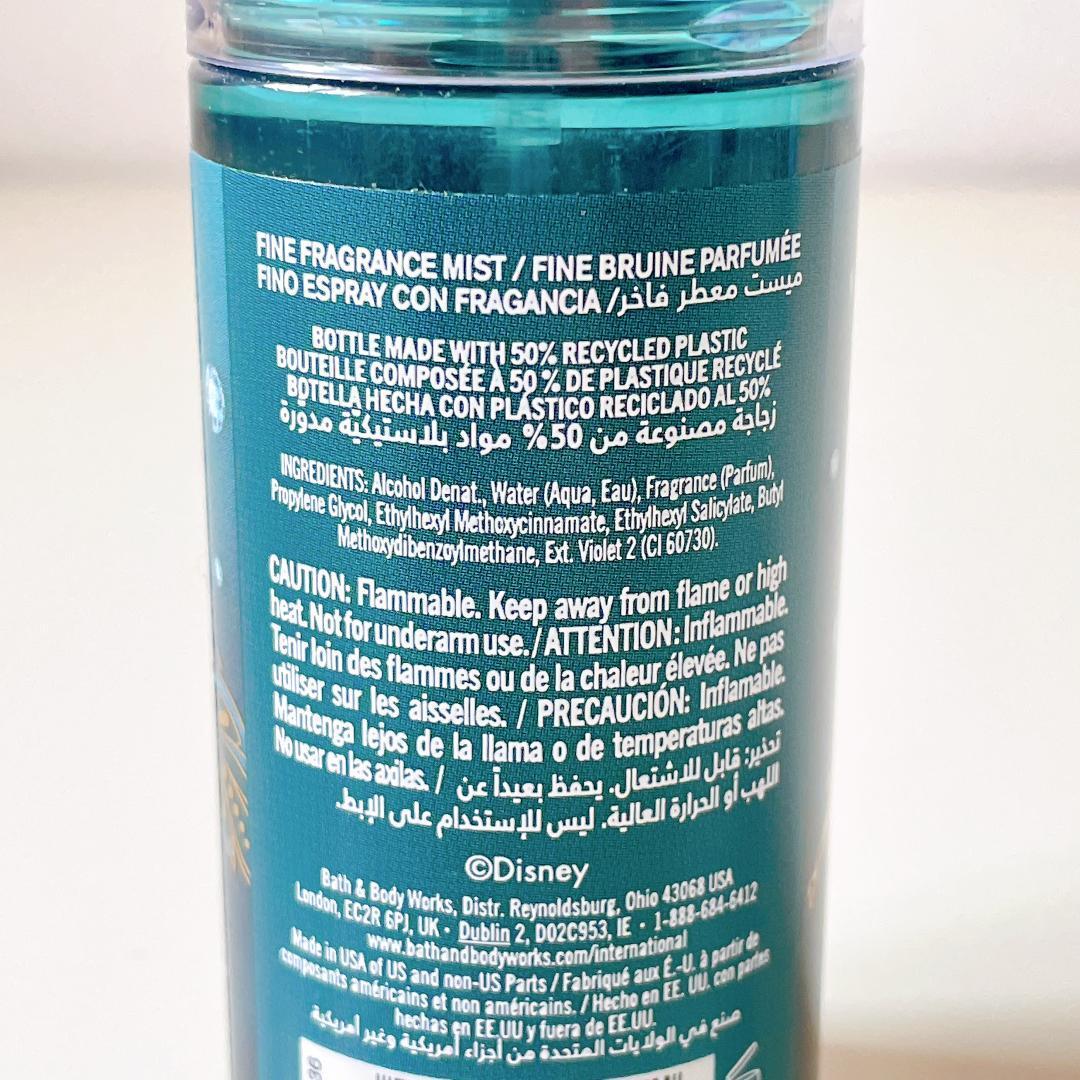 FINE FRAGRANCE MIST / FINE BRUINE PARFUMÉE
FINO ESPRAY CON FRAGANCIA / ميست معطر فاخر
BOTTLE MADE WITH 50% RECYCLED PLASTIC
BOUTEILLE COMPOSÉE À 50 % DE PLASTIQUE RECYCLÉ
BOTELLA HECHA CON PLÁSTICO RECICLADO AL 50%
زجاجة مصنوعة من 50% مواد بلاستيكيّة مدوّرة
INGREDIENTS: Alcohol Denat., Water (Aqua, Eau), Fragrance (Parfum),
Propylene Glycol, Ethylhexyl Methoxycinnamate, Ethylhexyl Salicylate, Butyl
Methoxydibenzoylmethane, Ext. Violet 2 (CI 60730).
CAUTION: Flammable. Keep away from flame or high
heat. Not for underarm use. / ATTENTION: Inflammable.
Tenir loin des flammes ou de la chaleur élevée. Ne pas
utiliser sur les aisselles. / PRECAUCIÓN: Inflamable.
Mantenga lejos de la llama o de temperaturas altas.
No usar en las axilas. / تحذير: قابل للاشتعال. يحفظ بعيداً عن
اللهب أو الحرارة العالية. ليس للإستخدام على الإبط.
©Disney
Bath & Body Works, Distr. Reynoldsburg, Ohio 43068 USA
London, EC2R 6PJ, UK • Dublin 2, D02C953, IE • 1-888-684-6412
www.bathandbodyworks.com/international
Made in USA of US and non-US Parts / Fabriqué aux É.-U. à partir de
composants américains et non américains. / Hecho en EE. UU. con partes
hechas en EE.UU y fuera de EE.UU.
صنع في الولايات المتحدة من أجزاء أمريكية وغير أمريكية